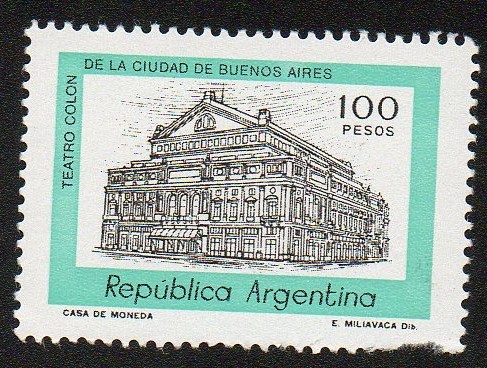 TEATRO COLON
DE LA CIUDAD DE BUENOS AIRES
100
PESOS
República Argentina
CASA DE MONEDA
E. MILIAVACA Dib.